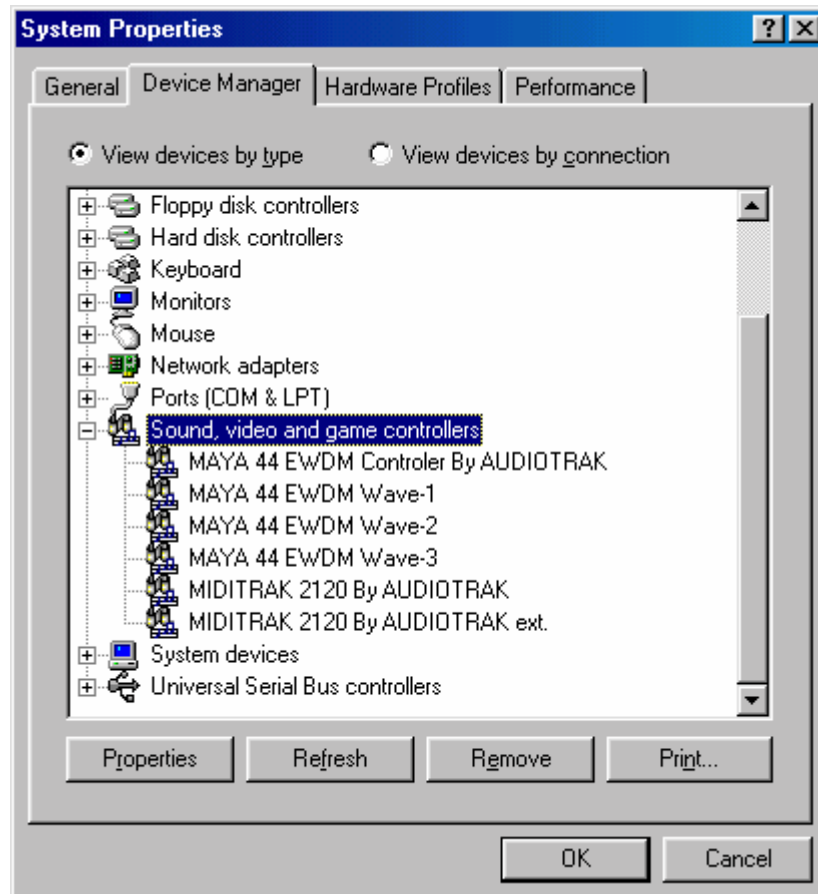 System Properties
General Device Manager Hardware Profiles Performance
View devices by type View devices by connection
Floppy disk controllers
Hard disk controllers
Keyboard
Monitors
Mouse
Network adapters
Ports (COM & LPT)
Sound, video and game controllers
MAYA 44 EWDM Controler By AUDIOTRAK
MAYA 44 EWDM Wave-1
MAYA 44 EWDM Wave-2
MAYA 44 EWDM Wave-3
MIDITRAK 2120 By AUDIOTRAK
MIDITRAK 2120 By AUDIOTRAK ext.
System devices
Universal Serial Bus controllers
Properties Refresh Remove Print...
OK Cancel